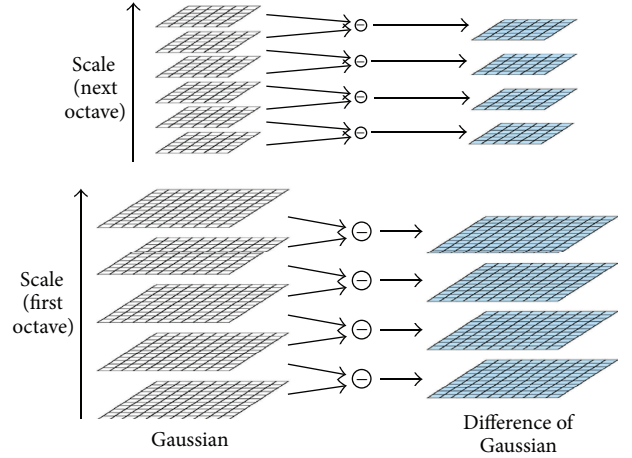 Scale
(next
octave)
Scale
(first
octave)
Gaussian
Difference of
Gaussian